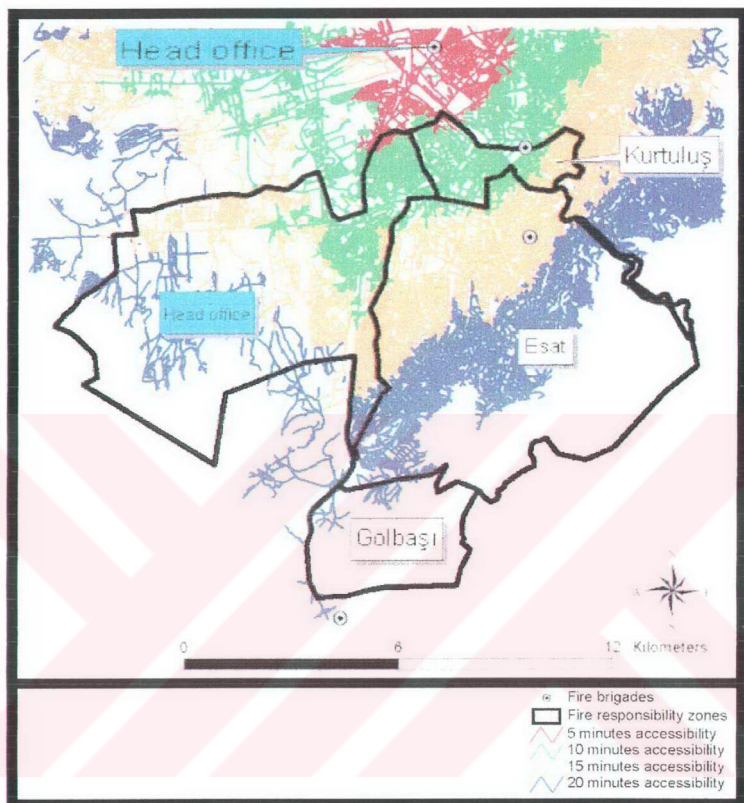 Head office
Kurtuluş
Head office
Esat
Gölbaşı
0 6 12 Kilometers
Fire brigades
Fire responsibility zones
5 minutes accessibility
10 minutes accessibility
15 minutes accessibility
20 minutes accessibility